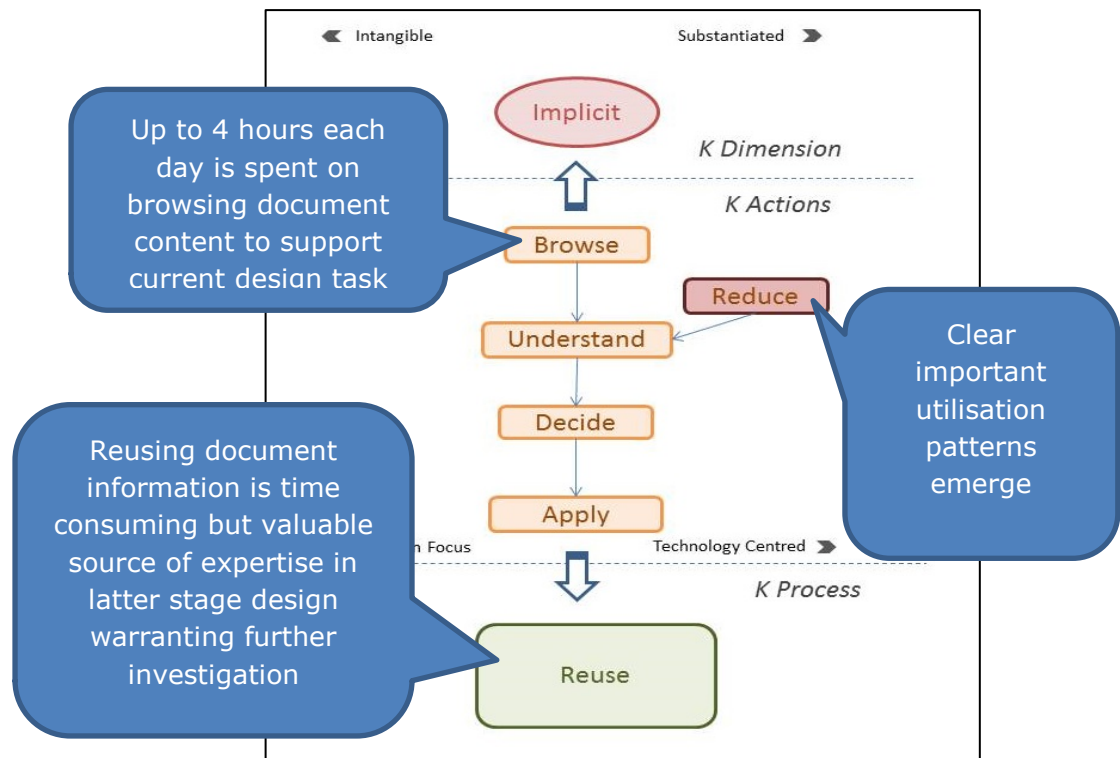 Intangible
Substantiated
Implicit
Up to 4 hours each
day is spent on
browsing document
content to support
current design task
K Dimension
K Actions
Browse
Reduce
Understand
Clear
important
utilisation
patterns
emerge
Decide
Reusing document
information is time
consuming but valuable
source of expertise in
latter stage design
warranting further
investigation
Apply
Focus
Technology Centred
K Process
Reuse